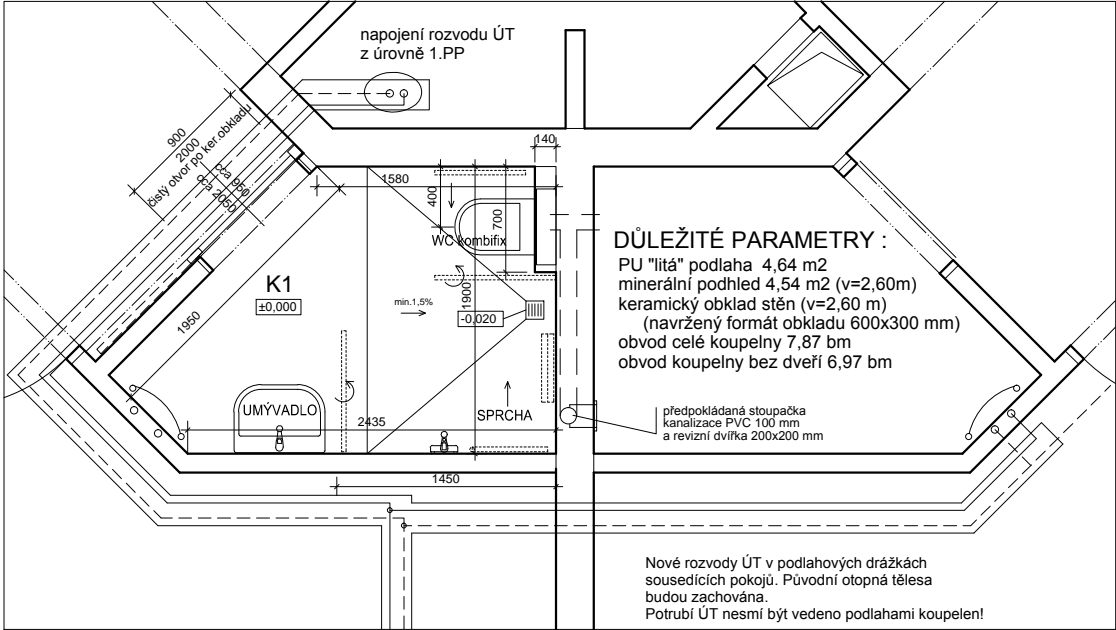 napojení rozvodu ÚT
z úrovně 1.PP
900
2000
čistý otvor po ker.obkladu
cca 950
cca 2050
140
1580
400
700
WC kombifix
K1
±0,000
min.1,5%
1900
-0,020
1950
UMÝVADLO
SPRCHA
2435
1450
DŮLEŽITÉ PARAMETRY :
PU "litá" podlaha 4,64 m2
minerální podhled 4,54 m2 (v=2,60m)
keramický obklad stěn (v=2,60 m)
(navržený formát obkladu 600x300 mm)
obvod celé koupelny 7,87 bm
obvod koupelny bez dveří 6,97 bm
předpokládaná stoupačka
kanalizace PVC 100 mm
a revizní dvířka 200x200 mm
Nové rozvody ÚT v podlahových drážkách
sousedících pokojů. Původní otopná tělesa
budou zachována.
Potrubí ÚT nesmí být vedeno podlahami koupelen!